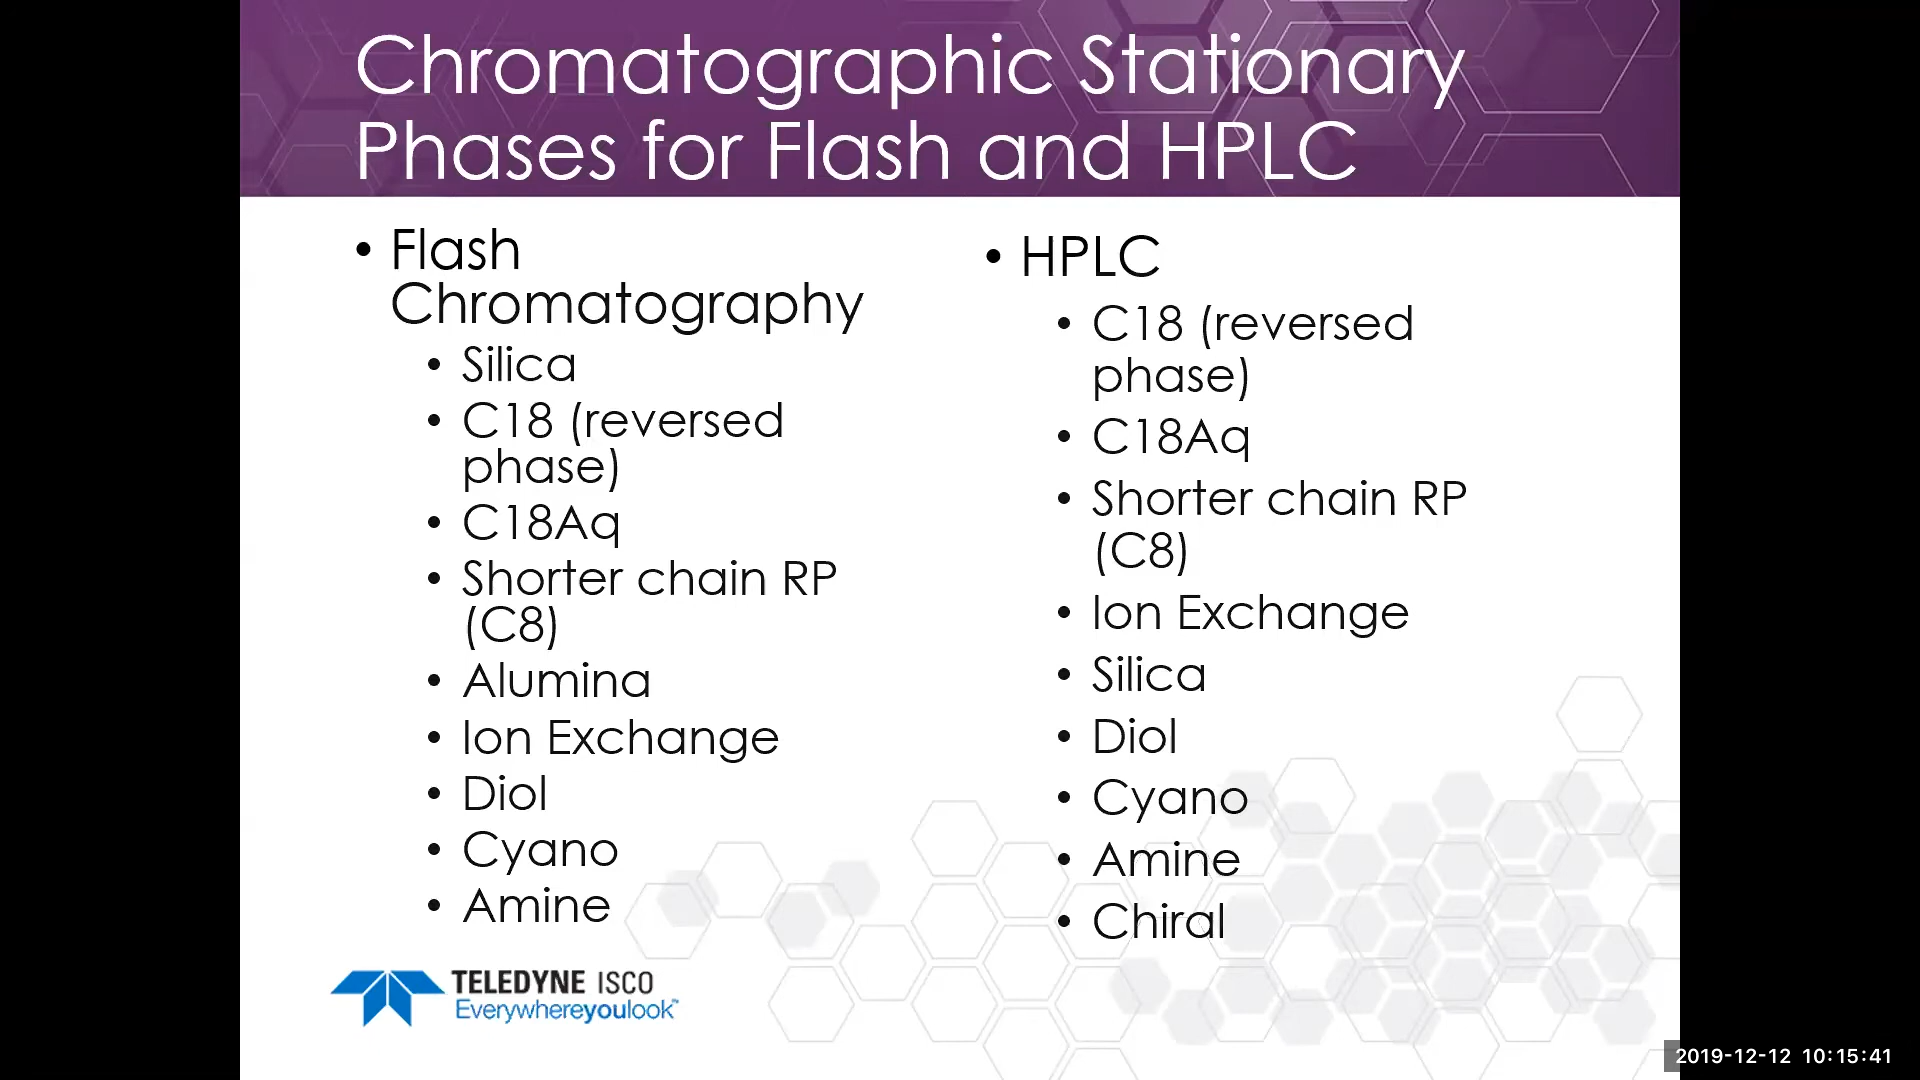 Chromatographic Stationary
Phases for Flash and HPLC
• Flash
Chromatography
• Silica
• C18 (reversed
phase)
• C18Aq
• Shorter chain RP
(C8)
• Alumina
• Ion Exchange
• Diol
• Cyano
• Amine
• HPLC
• C18 (reversed
phase)
• C18Aq
• Shorter chain RP
(C8)
• Ion Exchange
• Silica
• Diol
• Cyano
• Amine
• Chiral
TELEDYNE ISCO
Everywhereyoulook™
2019-12-12 10:15:41